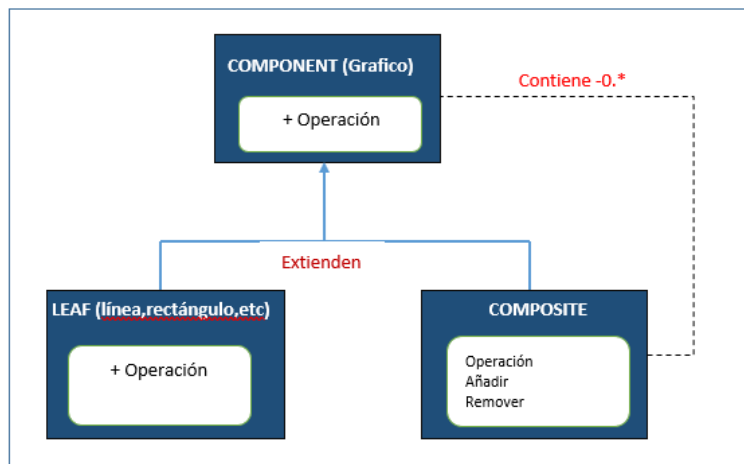 COMPONENT (Grafico)
Contiene -0.*
+ Operación
Extienden
LEAF (línea,rectángulo,etc)
+ Operación
COMPOSITE
Operación
Añadir
Remover